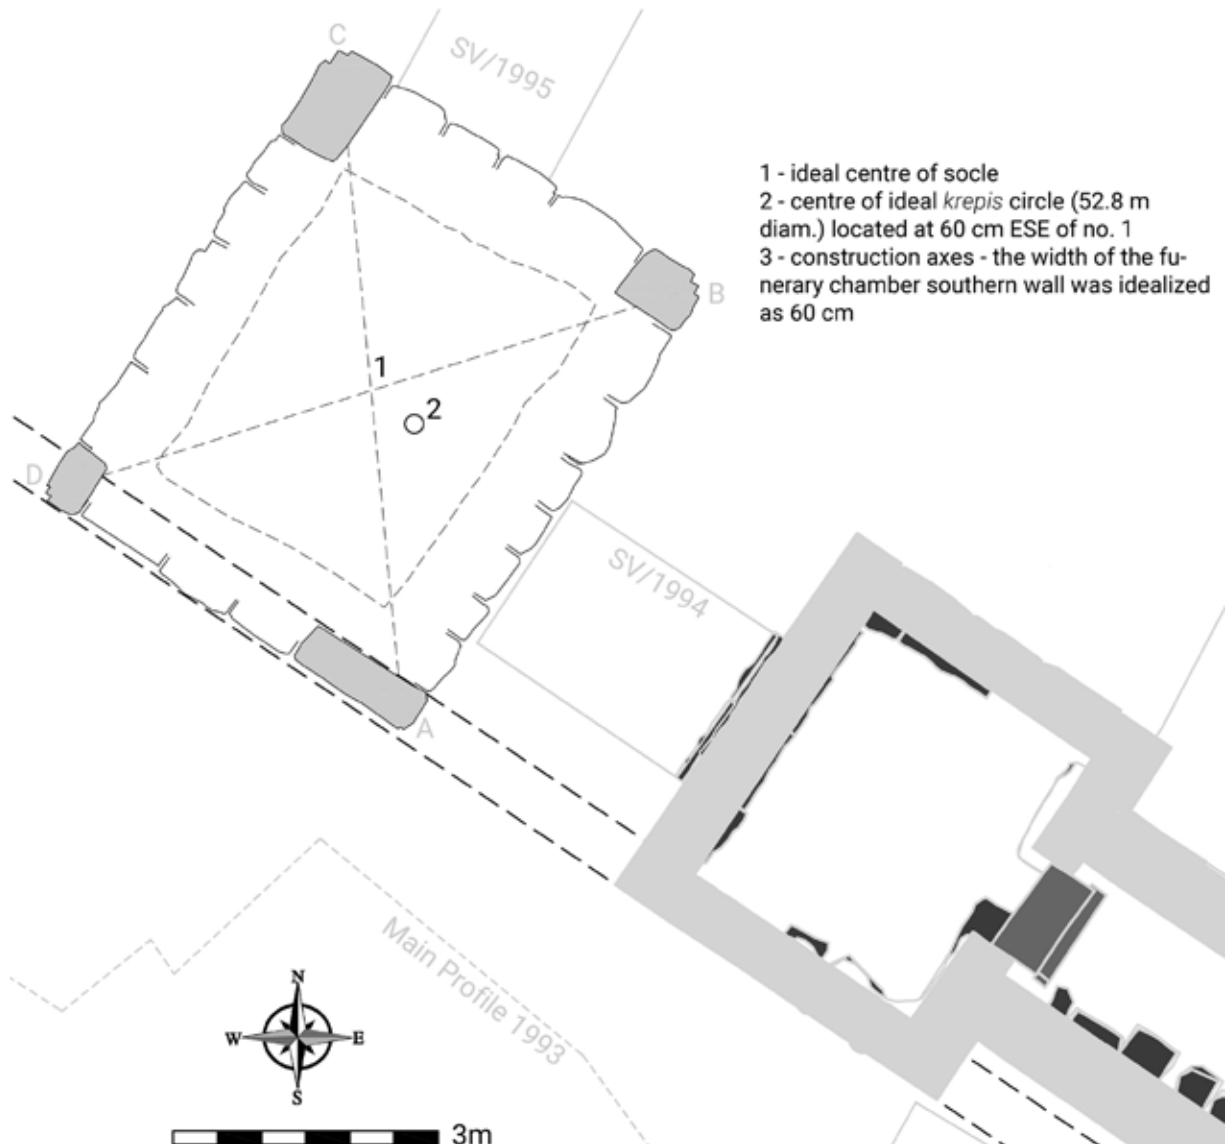 C
SV/1995
1 - ideal centre of socle
2 - centre of ideal krepis circle (52.8 m
diam.) located at 60 cm ESE of no. 1
3 - construction axes - the width of the fu-
nerary chamber southern wall was idealized
as 60 cm
B
1
2
D
SV/1994
A
Main Profile 1993
N
W
E
S
3m